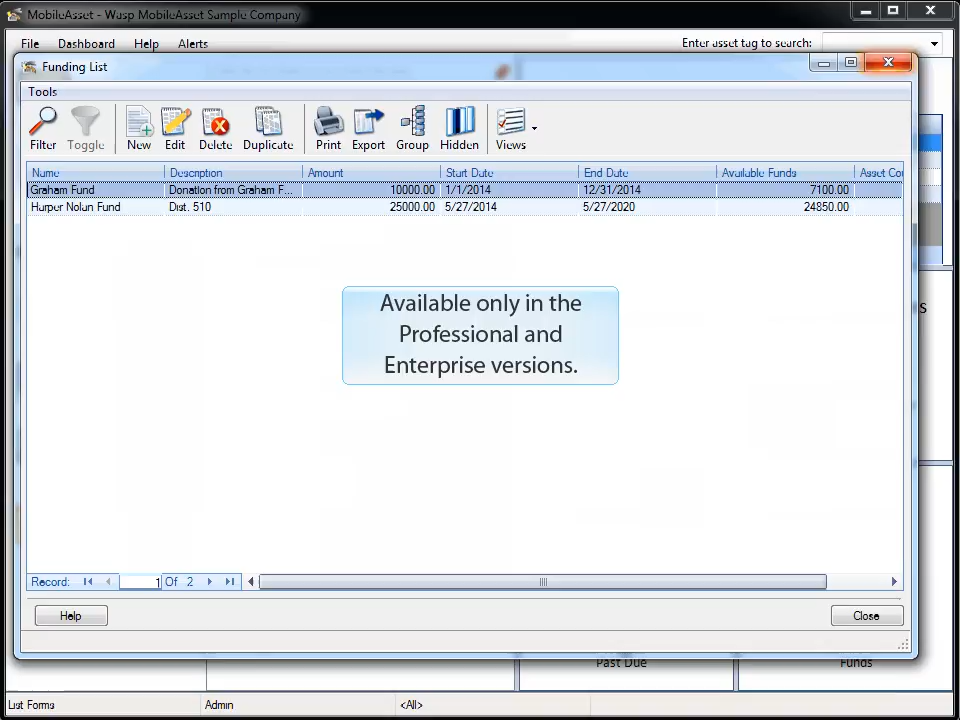 MobileAsset - Wasp MobileAsset Sample Company
File Dashboard Help Alerts Enter asset tag to search:
Funding List
Tools
Filter Toggle New Edit Delete Duplicate Print Export Group Hidden Views
Name Description Amount Start Date End Date Available Funds Asset Cou
Graham Fund Donation from Graham F... 10000.00 1/1/2014 12/31/2014 7100.00
Harper Nolan Fund Dist. 510 25000.00 5/27/2014 5/27/2020 24850.00
Available only in the
Professional and
Enterprise versions.
Record: 1 Of 2
Help Close
Past Due Funds
List Forms Admin <All>